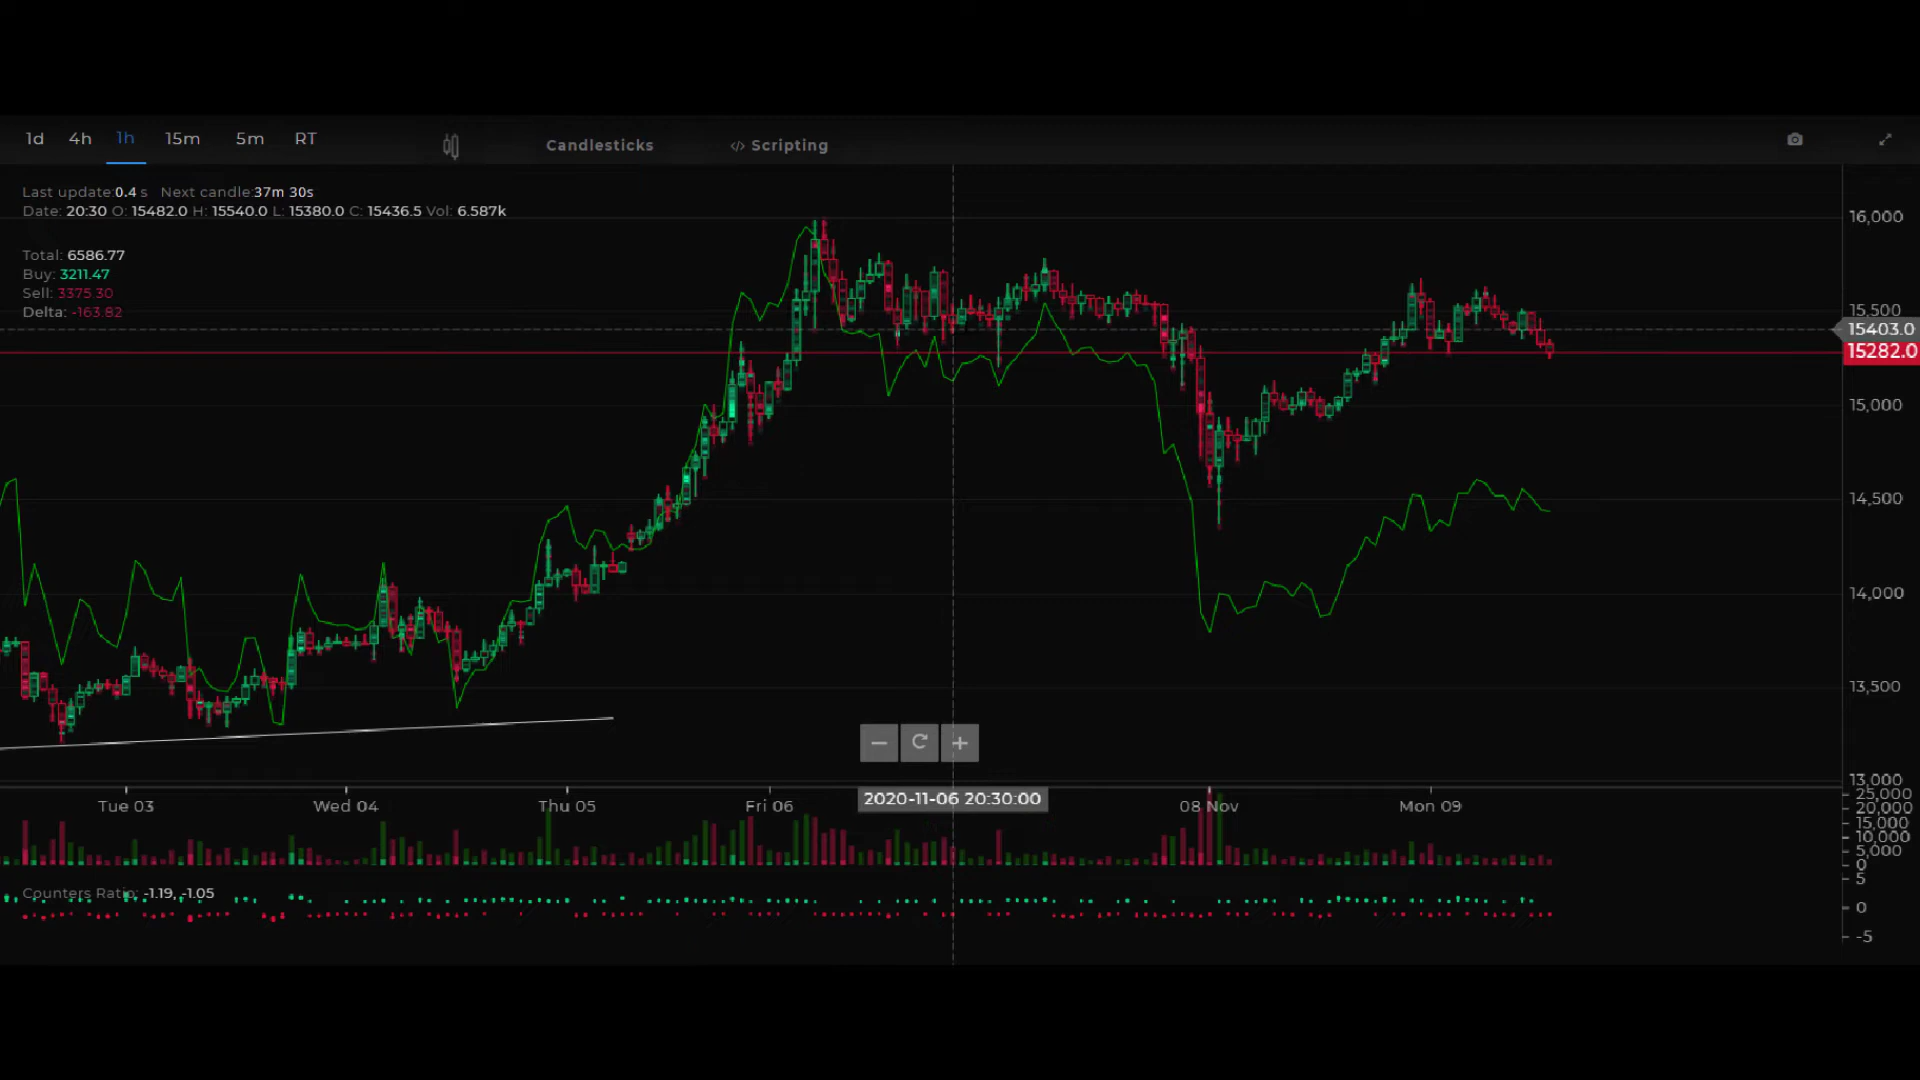 1d 4h 1h 15m 5m RT Candlesticks </> Scripting
Last update:0.4 s Next candle:37m 30s
Date: 20:30 O: 15482.0 H: 15540.0 L: 15380.0 C: 15436.5 Vol: 6.587k
Total: 6586.77
Buy: 3211.47
Sell: 3375.30
Delta: -163.82
16,000
15,500
15403.0
15282.0
15,000
14,500
14,000
13,500
13,000
Tue 03 Wed 04 Thu 05 Fri 06 2020-11-06 20:30:00 08 Nov Mon 09
25,000
20,000
15,000
10,000
5,000
0
Counters Ratio: -1.19, -1.05
5
0
-5